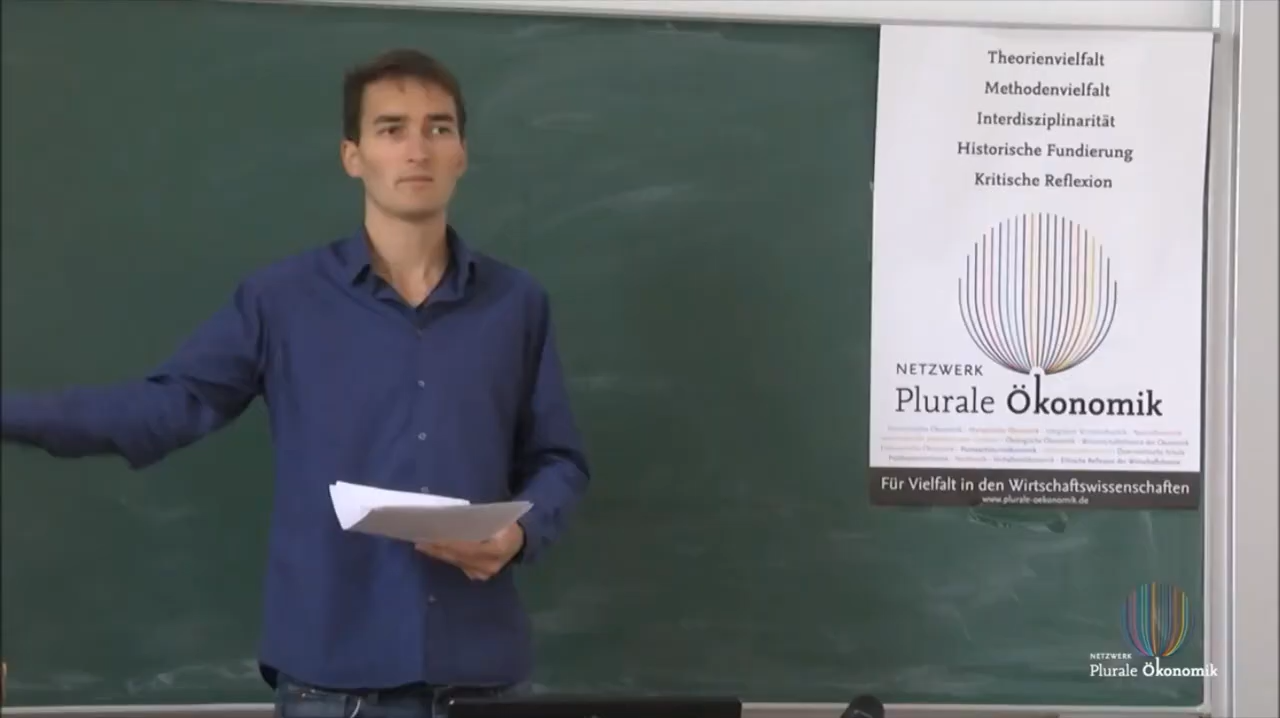 Theorienvielfalt
Methodenvielfalt
Interdisziplinarität
Historische Fundierung
Kritische Reflexion
NETZWERK
Plurale Ökonomik
Für Vielfalt in den Wirtschaftswissenschaften
www.plurale-oekonomik.de
NETZWERK
Plurale Ökonomik